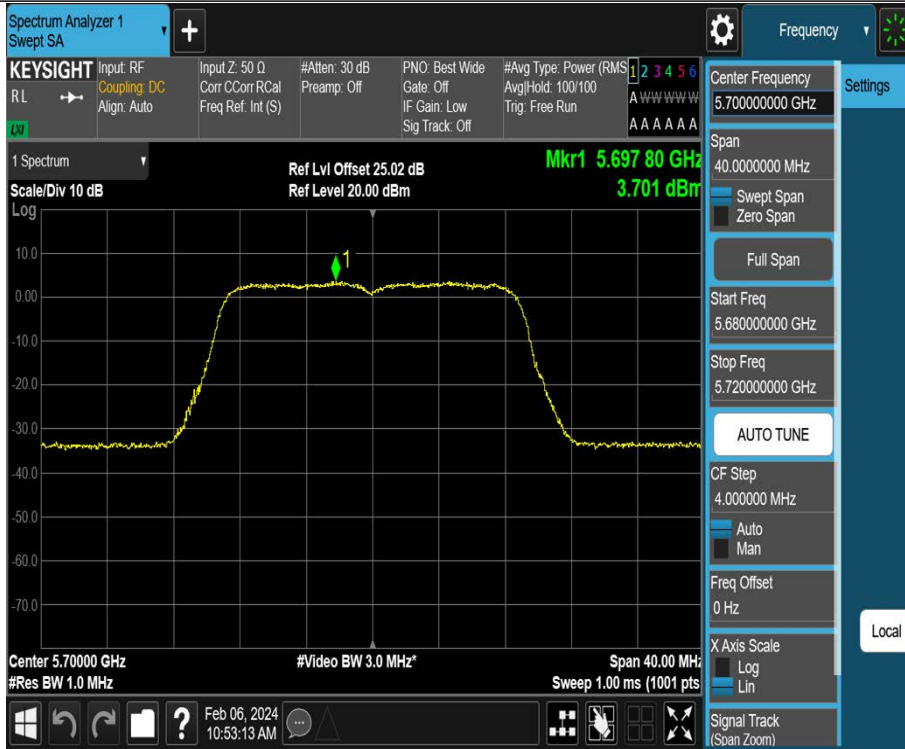 Spectrum Analyzer 1
Swept SA
+
Frequency
KEYSIGHT
R L
LXI
Input: RF
Coupling: DC
Align: Auto
Input Z: 50 Ω
Corr CCorr RCal
Freq Ref: Int (S)
#Atten: 30 dB
Preamp: Off
PNO: Best Wide
Gate: Off
IF Gain: Low
Sig Track: Off
#Avg Type: Power (RMS
Avg|Hold: 100/100
Trig: Free Run
1 2 3 4 5 6
A W W W W W
A A A A A A
1 Spectrum
Scale/Div 10 dB
Log
Ref Lvl Offset 25.02 dB
Ref Level 20.00 dBm
Mkr1 5.697 80 GHz
3.701 dBm
1
10.0
0.00
-10.0
-20.0
-30.0
-40.0
-50.0
-60.0
-70.0
Center 5.70000 GHz
#Res BW 1.0 MHz
#Video BW 3.0 MHz*
Span 40.00 MHz
Sweep 1.00 ms (1001 pts
?
Feb 06, 2024
10:53:13 AM
Center Frequency
5.700000000 GHz
Span
40.0000000 MHz
Swept Span
Zero Span
Full Span
Start Freq
5.680000000 GHz
Stop Freq
5.720000000 GHz
AUTO TUNE
CF Step
4.000000 MHz
Auto
Man
Freq Offset
0 Hz
X Axis Scale
Log
Lin
Signal Track
(Span Zoom)
Settings
Local